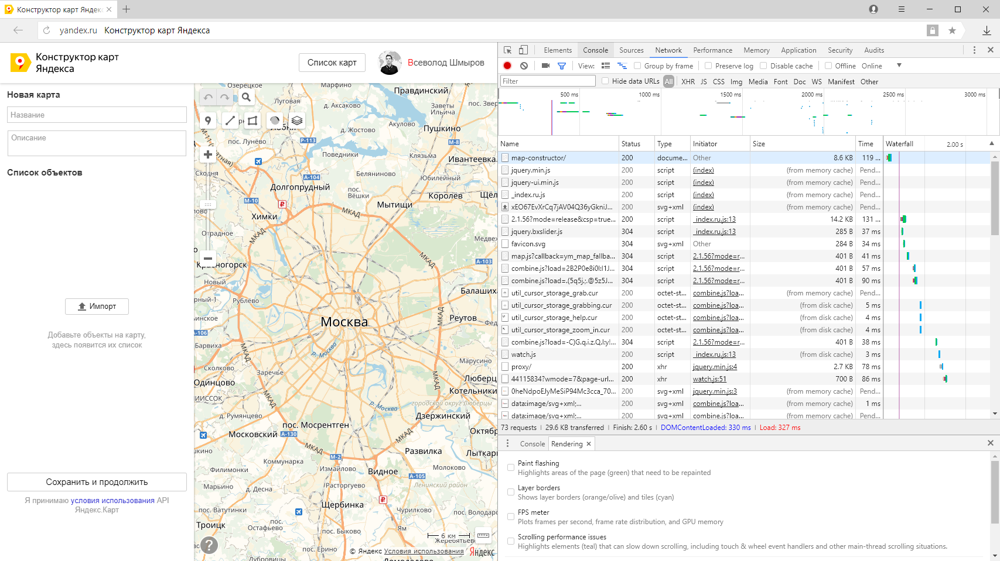 Конструктор карт Яндекс
yandex.ru Конструктор карт Яндекса
Конструктор карт
Яндекса
Список карт
Всеволод Шмыров
Новая карта
Название
Описание
Список объектов
Импорт
Добавьте объекты на карту,
здесь появится их список
Сохранить и продолжить
Я принимаю условия использования API
Яндекс.Карт
Озерецкое
Марфино
Правдинский
Луговая
д. Аксаково
Заветы
Ильича
пос. Зверо
Акулово
Пушкино
Лобня
д. Жостово
пос. Лунёво
Р-113
М-8
Поведники
Клязьма
Ивантеевка
Сходня
А-104
Беляниново
Юбилейный
Долгопрудный
пос.
Вёшки
Королёв
М-10
Мытищи
Химки
МКАД
Отрадное
МКАД
МКАД
А-103
Красногорск
Новый
Балашиха
Рублёво
Москва
МКАД
Реутов
А-106
Барвиха
р. Москва
МКАД
Марусино
Сколково
Заречье
Одинцово
МКАД
Люберцы
Котельники
р. Москва
городской округ Люберцы
д. Румянцево
пос. Мосрентген
Дзержинский
Московский
А-130
МКАД
МКАД
М-2
Развилка
Коммунарка
Измайлово
Видное
Молоково
Филимонки
А-105
Марьино
д. Десна
Расторгуево
Ленинский район
пос. Ватутинки
Щербинка
Чурилково
пос. Володарс
Троицк
Остафьево
пос. Быково
Ям
6 км
Жеребятьево
пос. Ерино
© Яндекс Условия использования
Яндекс
?
Elements Console Sources Network Performance Memory Application Security Audits
View: Group by frame Preserve log Disable cache Offline Online
Filter Hide data URLs All XHR JS CSS Img Media Font Doc WS Manifest Other
500 ms 1000 ms 1500 ms 2000 ms 2500 ms 3000 ms
Name Status Type Initiator Size Time Waterfall 2.00 s
map-constructor/ 200 docume... Other 8.6 KB 119 ...
jquery.min.js 200 script (index) (from memory cache) Pend...
jquery-ui.min.js 200 script (index) (from memory cache) Pend...
_index.ru.js 200 script (index) (from memory cache) Pend...
xEO67EvXrCq7jAV04Q36yGkniJ... 200 svg+xml (index) (from memory cache) Pend...
2.1.56?mode=release&csp=true... 200 script _index.ru.js:13 14.2 KB 131 ...
jquery.bxslider.js 304 script _index.ru.js:13 285 B 37 ms
favicon.svg 304 svg+xml Other 284 B 34 ms
map.js?callback=ym_map_fallba... 304 script 2.1.56?mode=r... 401 B 41 ms
combine.js?load=2B2P0e8i0l:I1J... 304 script 2.1.56?mode=r... 401 B 57 ms
combine.js?load=.(5q5j,;.@5z5J... 304 script 2.1.56?mode=r... 401 B 90 ms
util_cursor_storage_grab.cur 200 octet-st... combine.js?loa... (from memory cache) Pend...
util_cursor_storage_grabbing.cur 200 octet-st... combine.js?loa... (from disk cache) 5 ms
util_cursor_storage_help.cur 200 octet-st... combine.js?loa... (from disk cache) 4 ms
util_cursor_storage_zoom_in.cur 200 octet-st... combine.js?loa... (from disk cache) 4 ms
combine.js?load=-C)G.q.i.z.Q.l:y!... 304 script 2.1.56?mode=r... 401 B 38 ms
watch.js 200 script _index.ru.js:13 (from disk cache) 3 ms
proxy/ 200 xhr jquery.min.js:4 2.7 KB 78 ms
44115834?wmode=7&page-url... 200 xhr watch.js:51 700 B 86 ms
0heNdpoEJyMeSiP94Mc3cca_70... 200 svg+xml jquery.min.js:3 (from memory cache) Pend...
data:image/svg+xml;... 200 svg+xml combine.js?loa... (from memory cache) 1 ms
data:image/svg+xml;... 200 svg+xml combine.js?loa... (from memory cache) Pend...
73 requests | 29.6 KB transferred | Finish: 2.60 s | DOMContentLoaded: 330 ms | Load: 327 ms
Console Rendering
Paint flashing
Highlights areas of the page (green) that need to be repainted
Layer borders
Shows layer borders (orange/olive) and tiles (cyan)
FPS meter
Plots frames per second, frame rate distribution, and GPU memory
Scrolling performance issues
Highlights elements (teal) that can slow down scrolling, including touch & wheel event handlers and other main-thread scrolling situations.